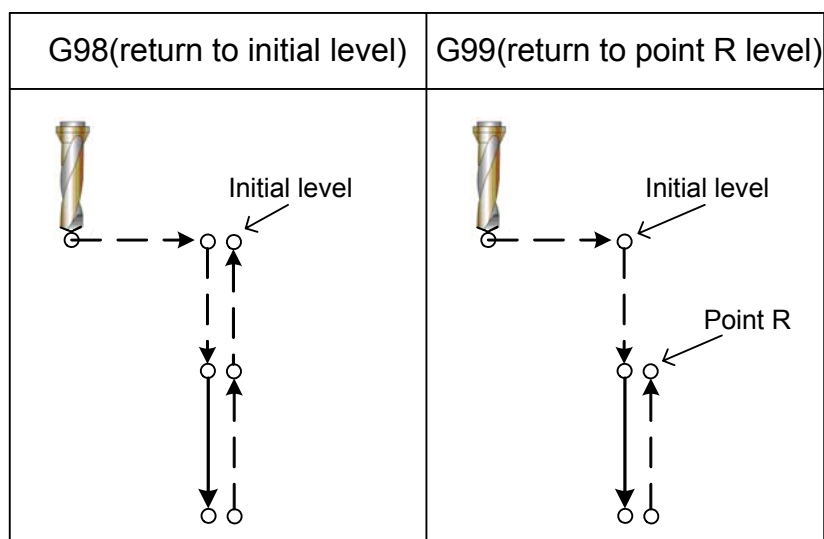 G98(return to initial level)
G99(return to point R level)
Initial level
Initial level
Point R